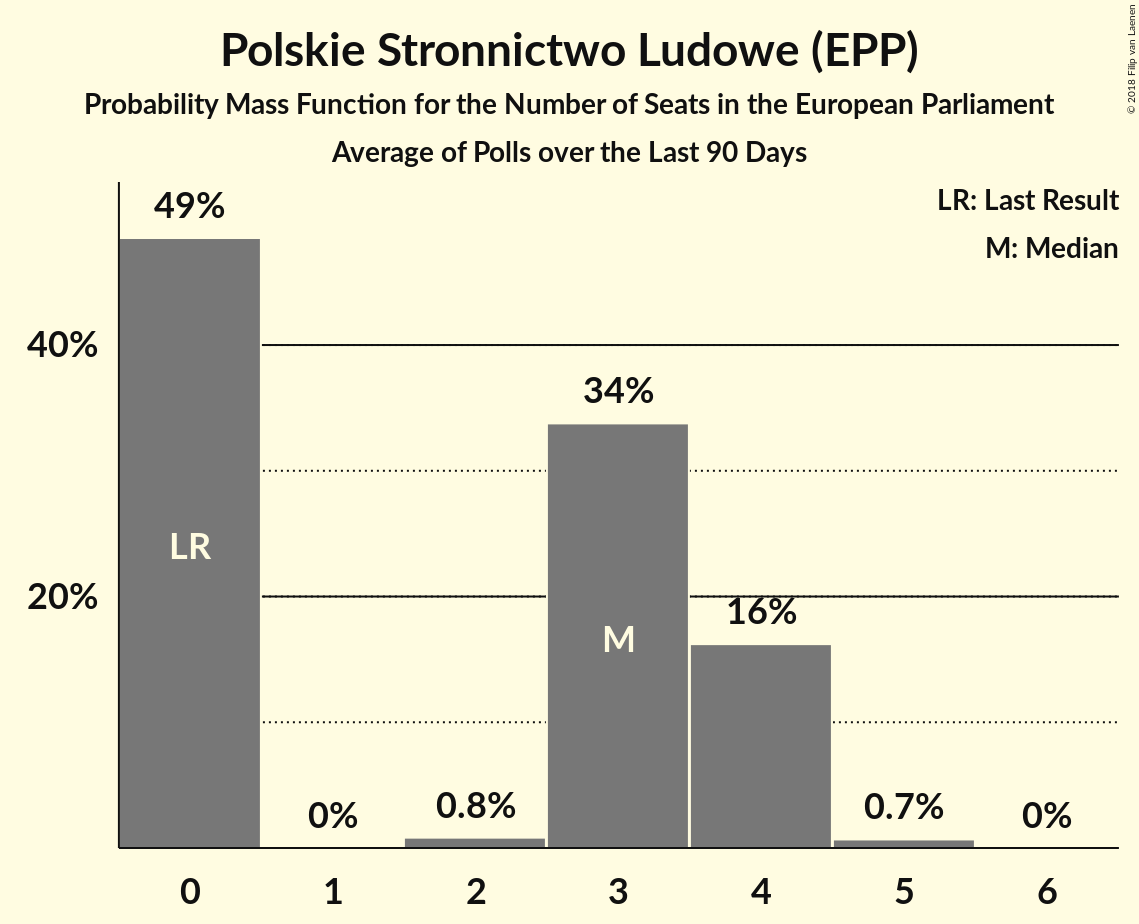 Polskie Stronnictwo Ludowe (EPP)
Probability Mass Function for the Number of Seats in the European Parliament
Average of Polls over the Last 90 Days
© 2018 Filip van Laenen
LR: Last Result
M: Median
49%
40%
34%
LR
20%
16%
M
0%
0.8%
0.7%
0%
0 1 2 3 4 5 6